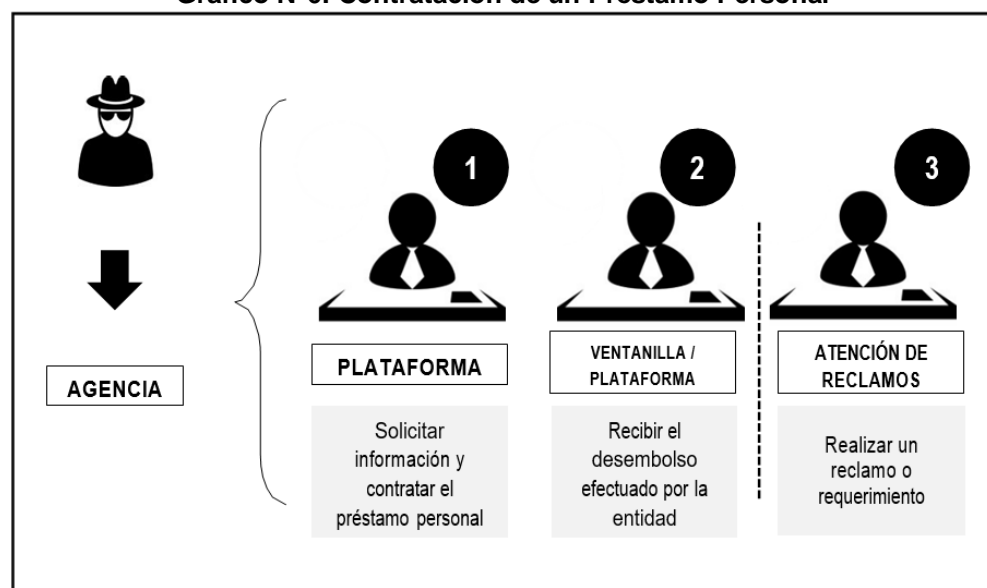 Gráfico Contratación de un Préstamo Personal
1
2
3
AGENCIA
PLATAFORMA
Solicitar
información y
contratar el
préstamo personal
VENTANILLA /
PLATAFORMA
Recibir el
desembolso
efectuado por la
entidad
ATENCIÓN DE
RECLAMOS
Realizar un
reclamo o
requerimiento